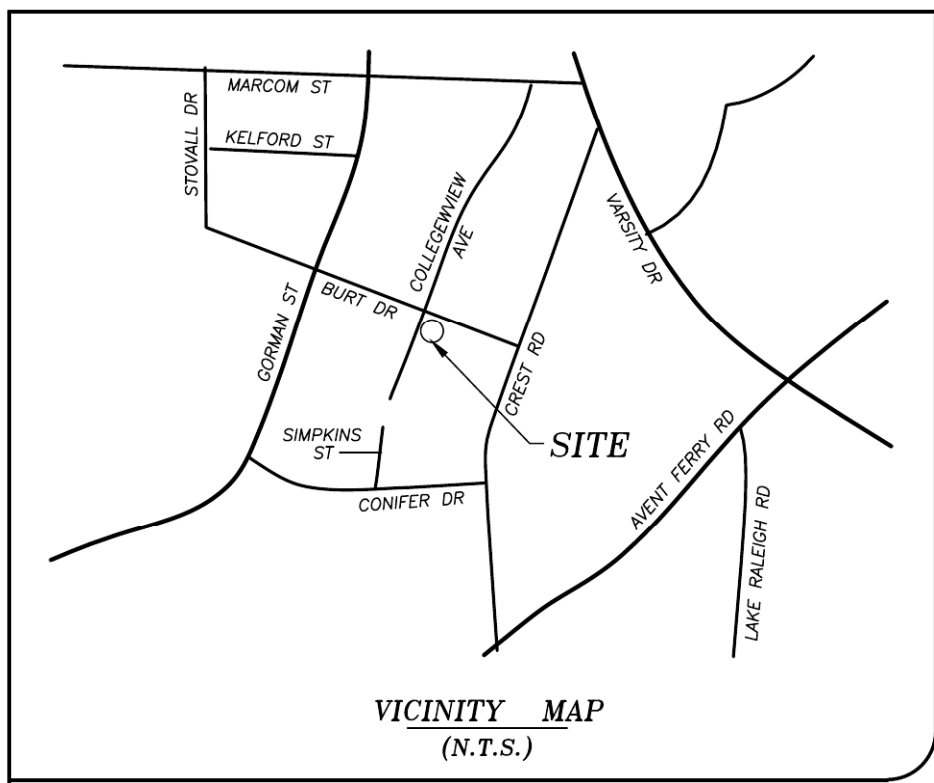 MARCOM ST
STOVALL DR
KELFORD ST
COLLEGEWVIEW
AVE
VARSITY DR
BURT DR
GORMAN ST
CREST RD
SIMPKINS
ST
SITE
CONIFER DR
AVENT FERRY RD
LAKE RALEIGH RD
VICINITY MAP
(N.T.S.)